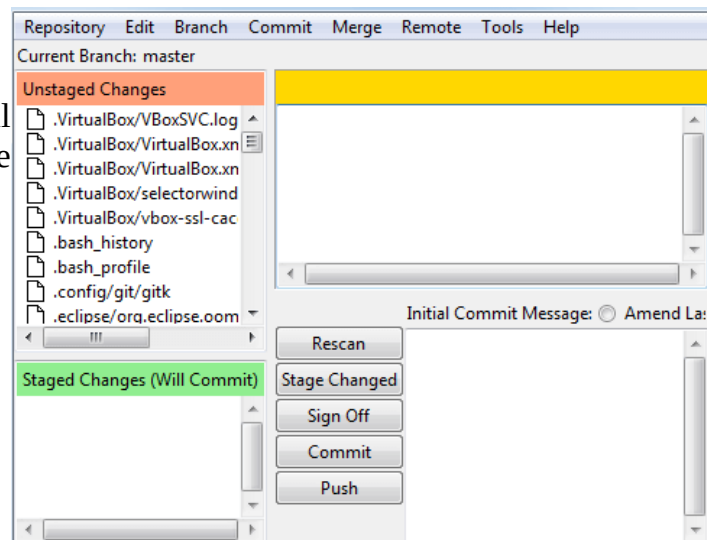 Repository Edit Branch Commit Merge Remote Tools Help
Current Branch: master
Unstaged Changes
l
.VirtualBox/VBoxSVC.log
e
.VirtualBox/VirtualBox.xn
.VirtualBox/VirtualBox.xn
.VirtualBox/selectorwind
.VirtualBox/vbox-ssl-cac
.bash_history
.bash_profile
.config/git/gitk
.eclipse/org.eclipse.oom
Initial Commit Message: Amend La
Rescan
Staged Changes (Will Commit)
Stage Changed
Sign Off
Commit
Push